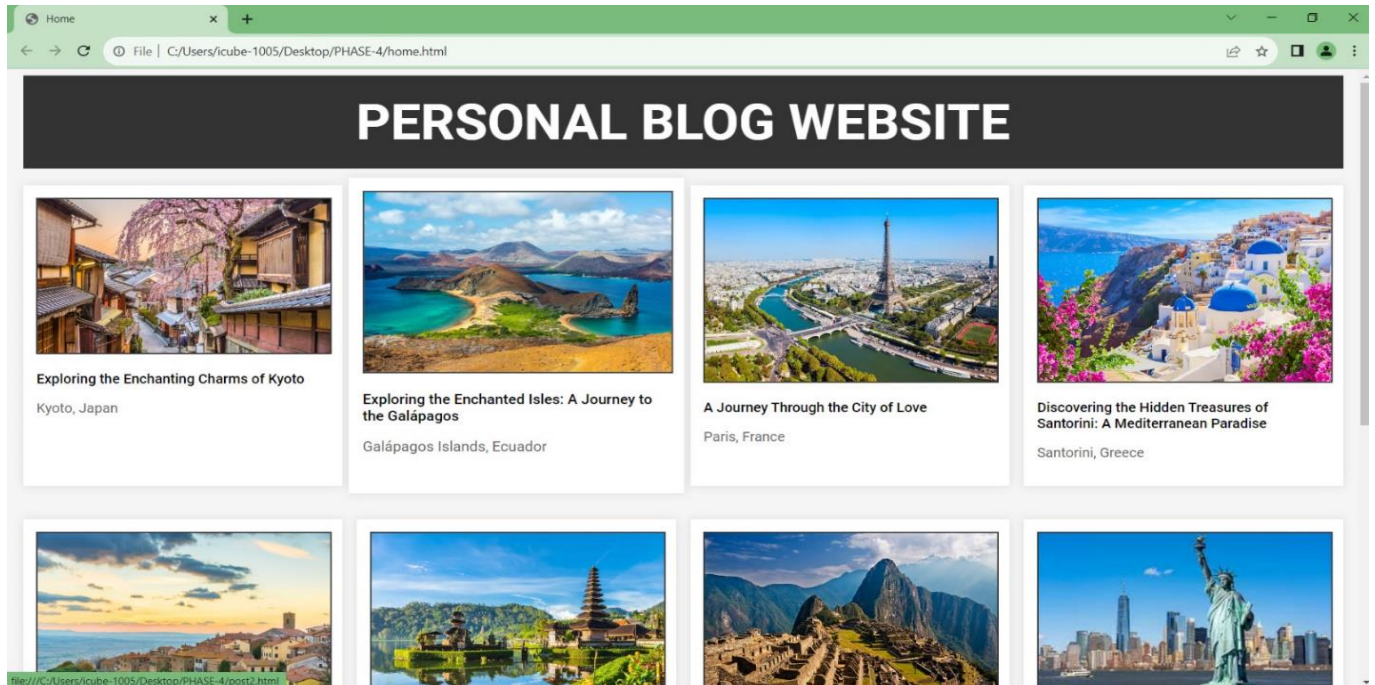 Home
File | C:/Users/icube-1005/Desktop/PHASE-4/home.html
PERSONAL BLOG WEBSITE
Exploring the Enchanting Charms of Kyoto
Kyoto, Japan
Exploring the Enchanted Isles: A Journey to
the Galápagos
Galápagos Islands, Ecuador
A Journey Through the City of Love
Paris, France
Discovering the Hidden Treasures of
Santorini: A Mediterranean Paradise
Santorini, Greece
file:///C:/Users/icube-1005/Desktop/PHASE-4/post2.html